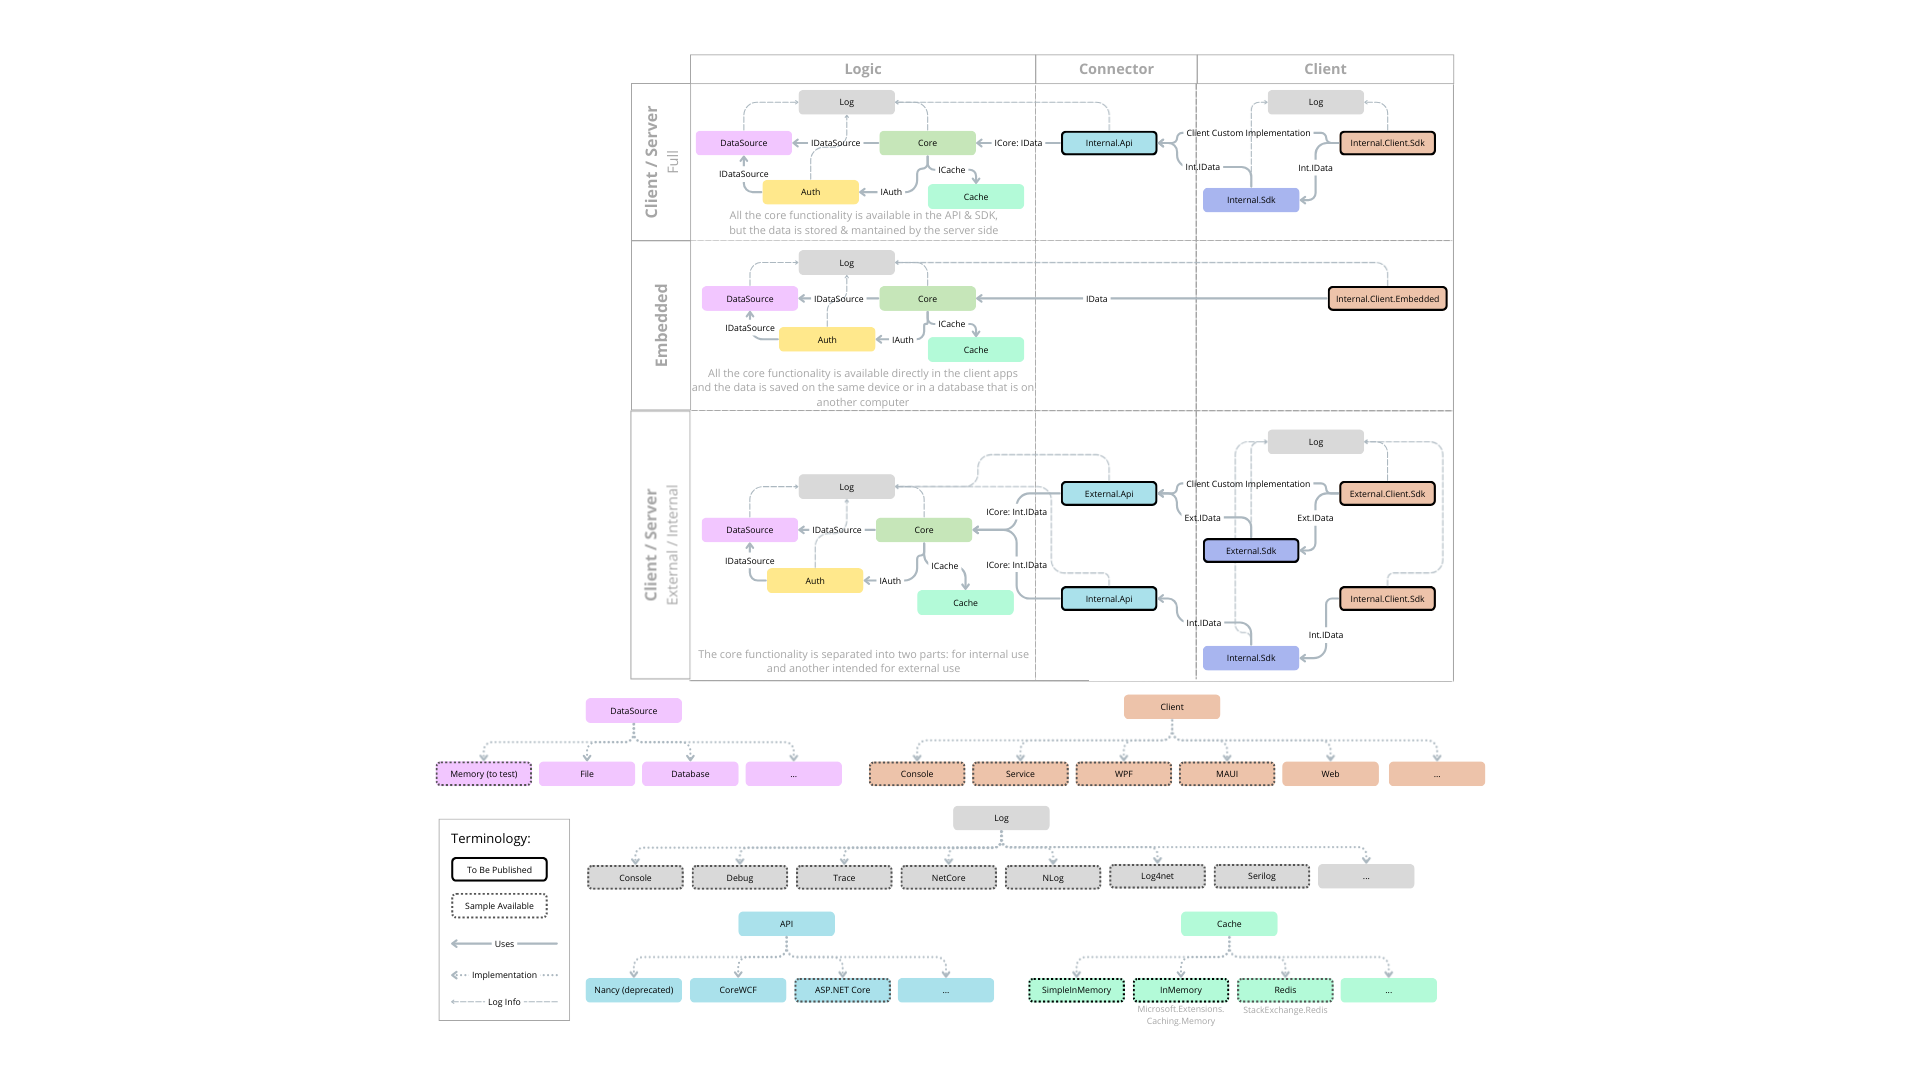 Logic
Connector
Client
Client / Server
Full
Log
DataSource
IDataSource
Core
ICore: IData
Internal.Api
IDataSource
Auth
IAuth
ICache
Cache
All the core functionality is available in the API & SDK,
but the data is stored & mantained by the server side
Log
Client Custom Implementation
Internal.Client.Sdk
Int.IData
Int.IData
Internal.Sdk
Embedded
Log
DataSource
IDataSource
Core
IData
Internal.Client.Embedded
IDataSource
Auth
IAuth
ICache
Cache
All the core functionality is available directly in the client apps
and the data is saved on the same device or in a database that is on
another computer
Client / Server
External / Internal
Log
DataSource
IDataSource
Core
IDataSource
Auth
IAuth
ICache
Cache
ICore: Int.IData
ICore: Int.IData
External.Api
Internal.Api
The core functionality is separated into two parts: for internal use
and another intended for external use
Log
Client Custom Implementation
External.Client.Sdk
Ext.IData
Ext.IData
External.Sdk
Internal.Client.Sdk
Int.IData
Int.IData
Internal.Sdk
DataSource
Memory (to test)
File
Database
...
Client
Console
Service
WPF
MAUI
Web
...
Log
Console
Debug
Trace
NetCore
NLog
Log4net
Serilog
...
Terminology:
To Be Published
Sample Available
Uses
Implementation
Log Info
API
Nancy (deprecated)
CoreWCF
ASP.NET Core
...
Cache
SimpleInMemory
InMemory
Redis
...
Microsoft.Extensions.
Caching.Memory
StackExchange.Redis